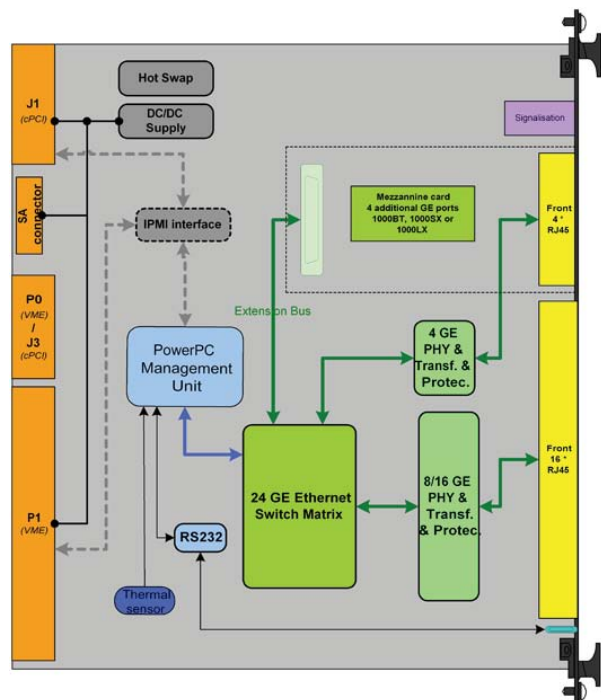 Hot Swap
J1
(cPCI)
DC/DC
Supply
Signalisation
Mezzannine card
4 additional GE ports
1000BT, 1000SX or
1000LX
Front
4 *
RJ45
SA
connector
IPMI interface
P0
(VME)
/
J3
(cPCI)
Extension Bus
PowerPC
Management
Unit
4 GE
PHY &
Transf. &
Protec.
24 GE Ethernet
Switch Matrix
8/16 GE
PHY &
Transf.
& Protec.
Front
16 *
RJ45
P1
(VME)
RS232
Thermal
sensor